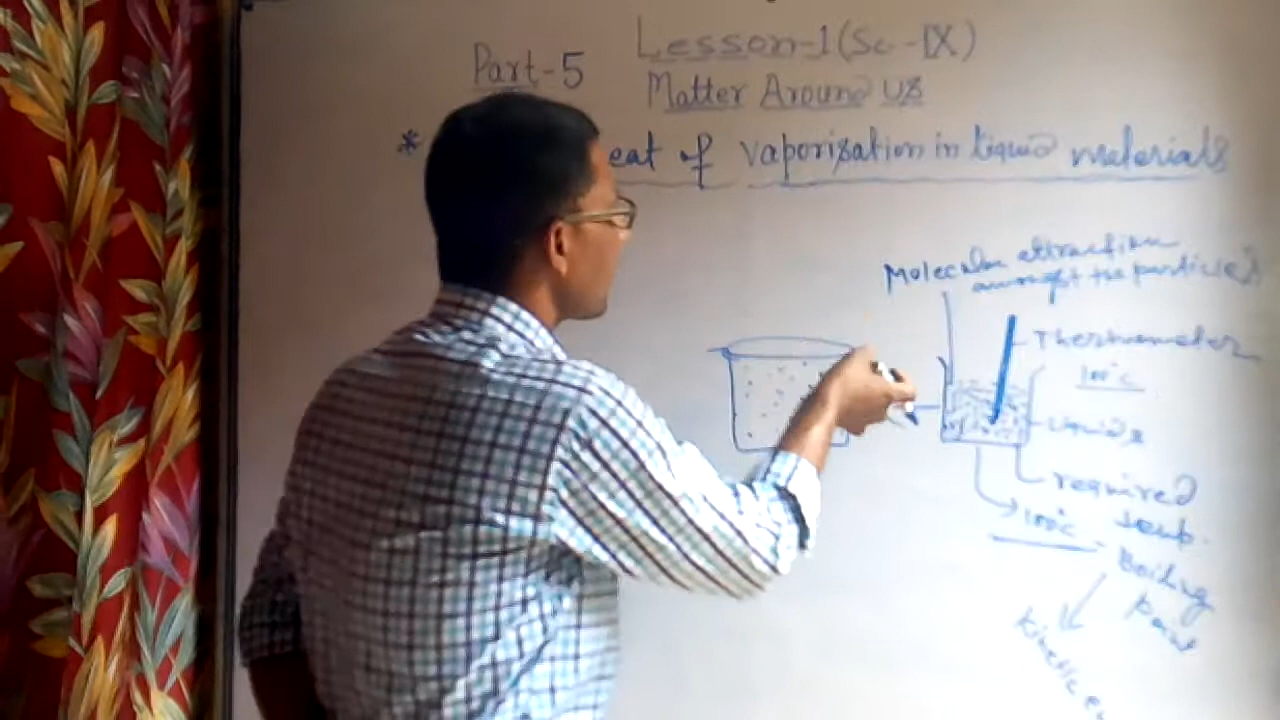 Part-5
Lesson-1(Sc-IX)
Matter Around us
* eat of vaporization in liquid materials
Molecular attraction
amongst the particles
Thermometer
100°c
Liquids
required
temp.
100°c
Boiling
point
Kinetic e